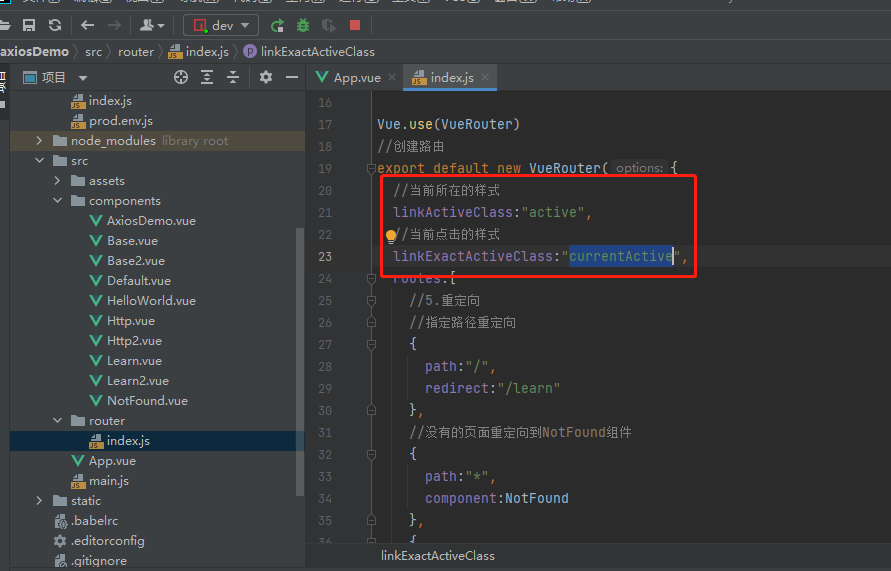 dev
axiosDemo src router index.js p linkExactActiveClass
项目
App.vue
index.js
index.js
prod.env.js
node_modules library root
src
assets
components
AxiosDemo.vue
Base.vue
Base2.vue
Default.vue
HelloWorld.vue
Http.vue
Http2.vue
Learn.vue
Learn2.vue
NotFound.vue
router
index.js
App.vue
main.js
static
.babelrc
.editorconfig
.gitignore
16
17 Vue.use(VueRouter)
18 //创建路由
19 export default new VueRouter( options: {
20 //当前所在的样式
21 linkActiveClass:"active",
22 //当前点击的样式
23 linkExactActiveClass:"currentActive",
24 routes:[
25 //5.重定向
26 //指定路径重定向
27 {
28 path:"/",
29 redirect:"/learn"
30 },
31 //没有的页面重定向到NotFound组件
32 {
33 path:"*",
34 component:NotFound
35 },
36 {
linkExactActiveClass